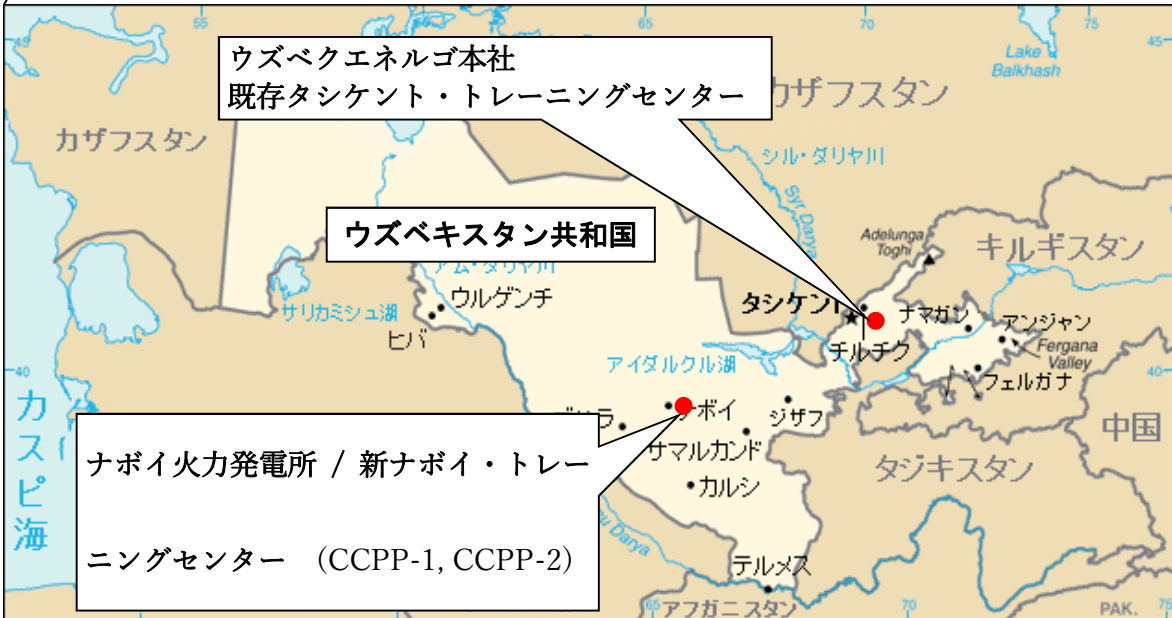 55
65
70
75
45
45
ウズベクエネルゴ本社
既存タシケント・トレーニングセンター
Lake
Balkhash
カザフスタン
カザフスタン
シル・ダリヤ川
Syr Darya
Adelunga
Toghi
キルギスタン
ウズベキスタン共和国
アム・ダリヤ川
ウルゲンチ
サリカミシュ湖
ヒバ
タシケント
ナマガン
アンジャン
Fergana
Valley
チルチク
アイダルクル湖
40
40
フェルガナ
カスピ海
ナボイ
ジザフ
中国
サマルカンド
タジキスタン
カルシ
ナボイ火力発電所 / 新ナボイ・トレー
ニングセンター (CCPP-1, CCPP-2)
Darya
テルメス
65
アフガニスタン
70
PAK.
75